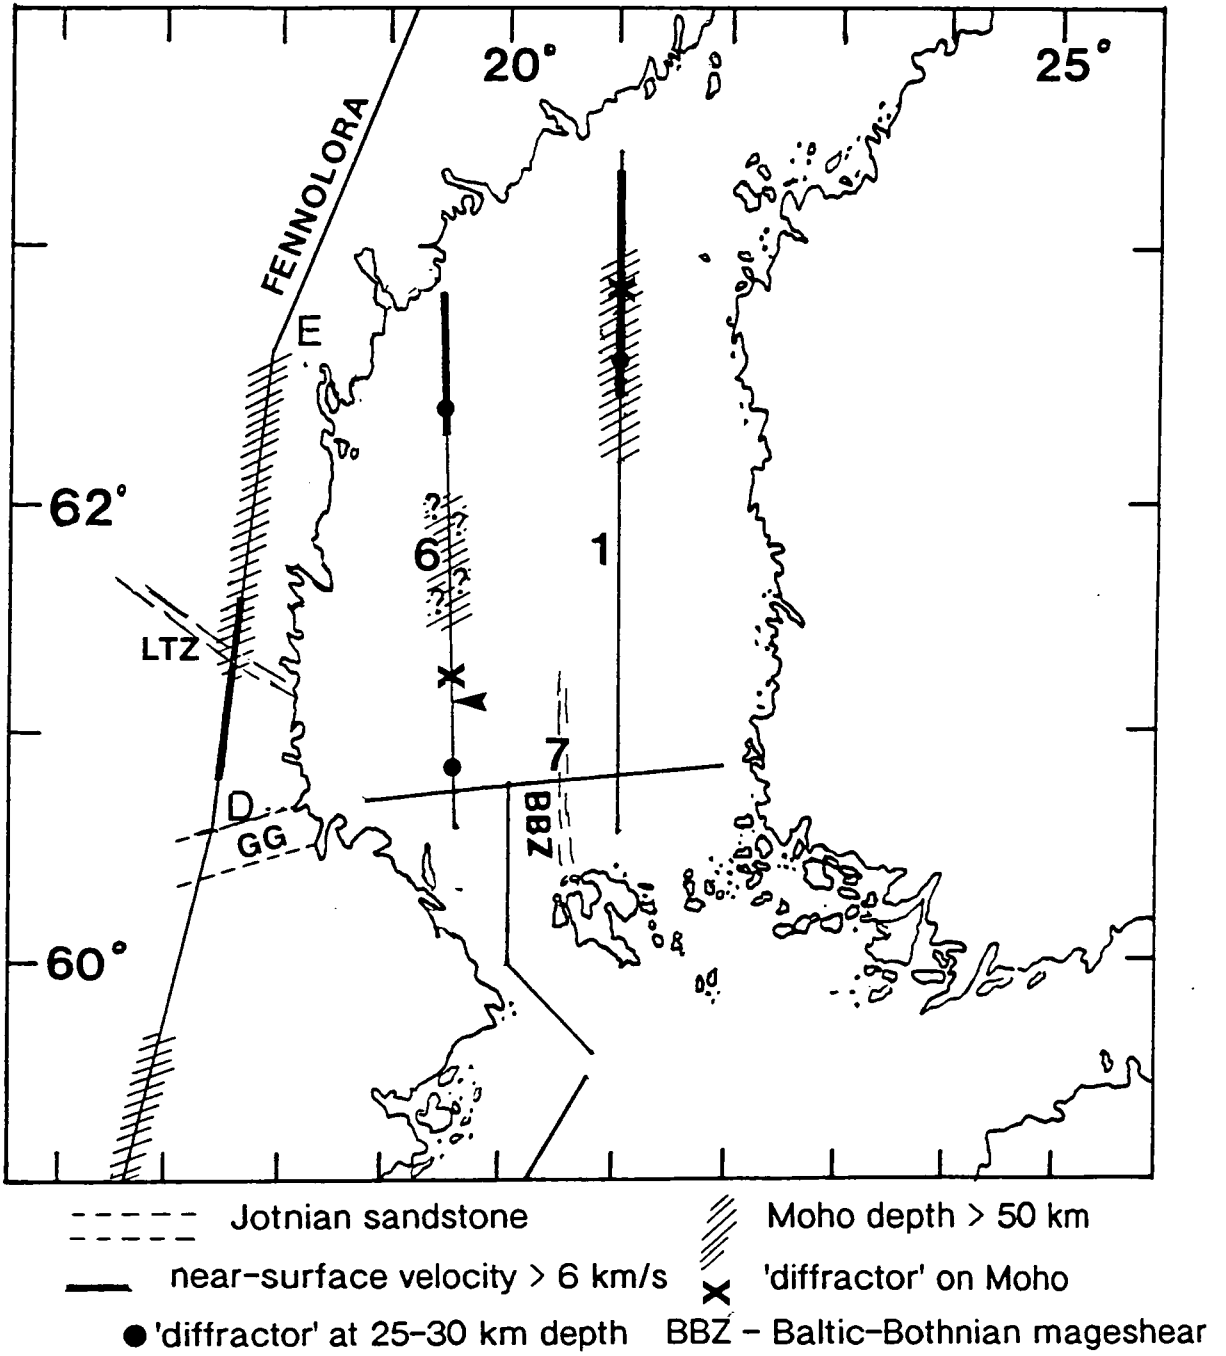 20°
25°
FENNOLORA
E
62°
6
1
LTZ
7
D
BBZ
GG
60°
Jotnian sandstone
Moho depth > 50 km
near-surface velocity > 6 km/s
x 'diffractor' on Moho
'diffractor' at 25-30 km depth
BBZ - Baltic-Bothnian mageshear
? ?
? ?